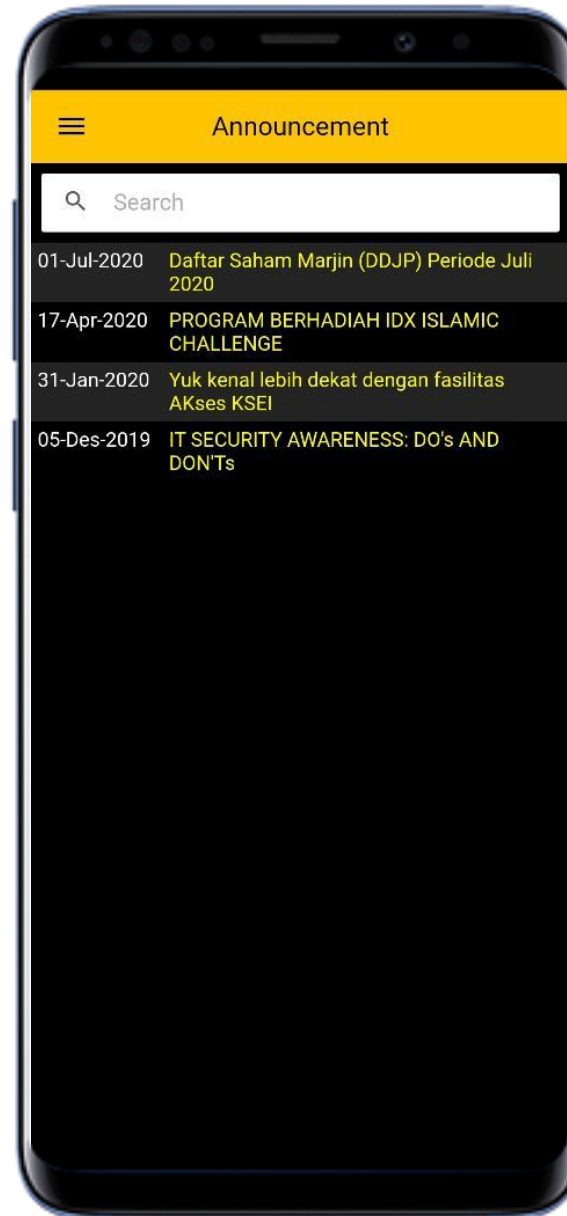 Announcement
Search
01-Jul-2020 Daftar Saham Marjin (DDJP) Periode Juli
2020
17-Apr-2020 PROGRAM BERHADIAH IDX ISLAMIC
CHALLENGE
31-Jan-2020 Yuk kenal lebih dekat dengan fasilitas
AKses KSEI
05-Des-2019 IT SECURITY AWARENESS: DO's AND
DON'Ts